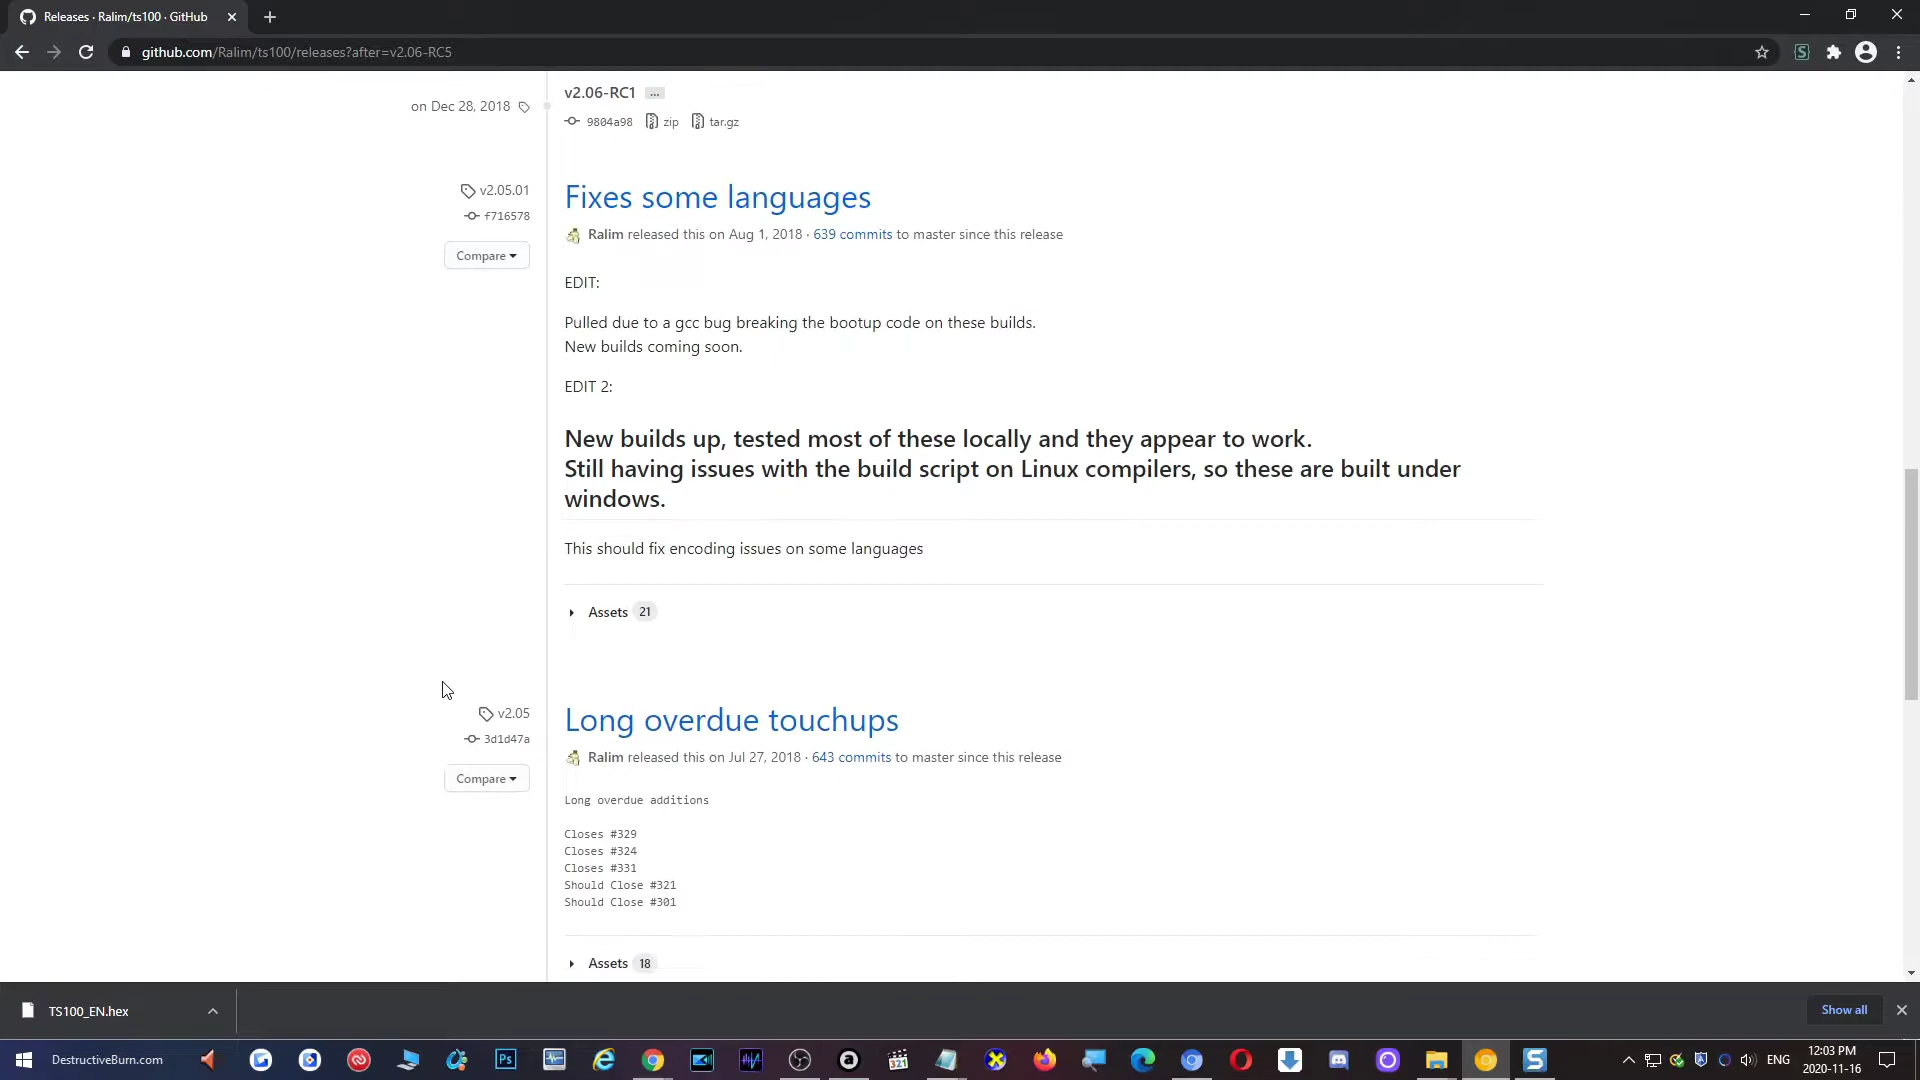 Releases · Ralim/ts100 · GitHub
github.com/Ralim/ts100/releases?after=v2.06-RC5
on Dec 28, 2018
v2.06-RC1 ...
9804a98 zip tar.gz
v2.05.01
f716578
Compare
Fixes some languages
Ralim released this on Aug 1, 2018 · 639 commits to master since this release
EDIT:
Pulled due to a gcc bug breaking the bootup code on these builds.
New builds coming soon.
EDIT 2:
New builds up, tested most of these locally and they appear to work.
Still having issues with the build script on Linux compilers, so these are built under
windows.
This should fix encoding issues on some languages
Assets 21
v2.05
3d1d47a
Compare
Long overdue touchups
Ralim released this on Jul 27, 2018 · 643 commits to master since this release
Long overdue additions
Closes #329
Closes #324
Closes #331
Should Close #321
Should Close #301
Assets 18
TS100_EN.hex
Show all
DestructiveBurn.com
Ps
321
ENG
12:03 PM
2020-11-16